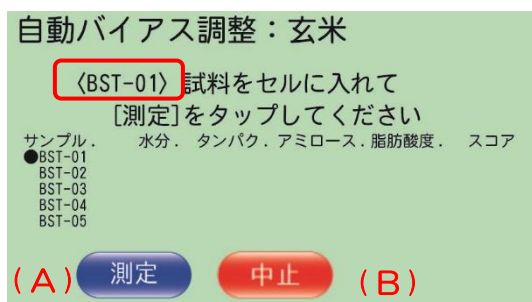 自動バイアス調整：玄米
〈BST-01〉試料をセルに入れて
[測定]をタップしてください
サンプル． 水分． タンパク．アミロース．脂肪酸度． スコア
●BST-01
BST-02
BST-03
BST-04
BST-05
(A) 測定 中止 (B)